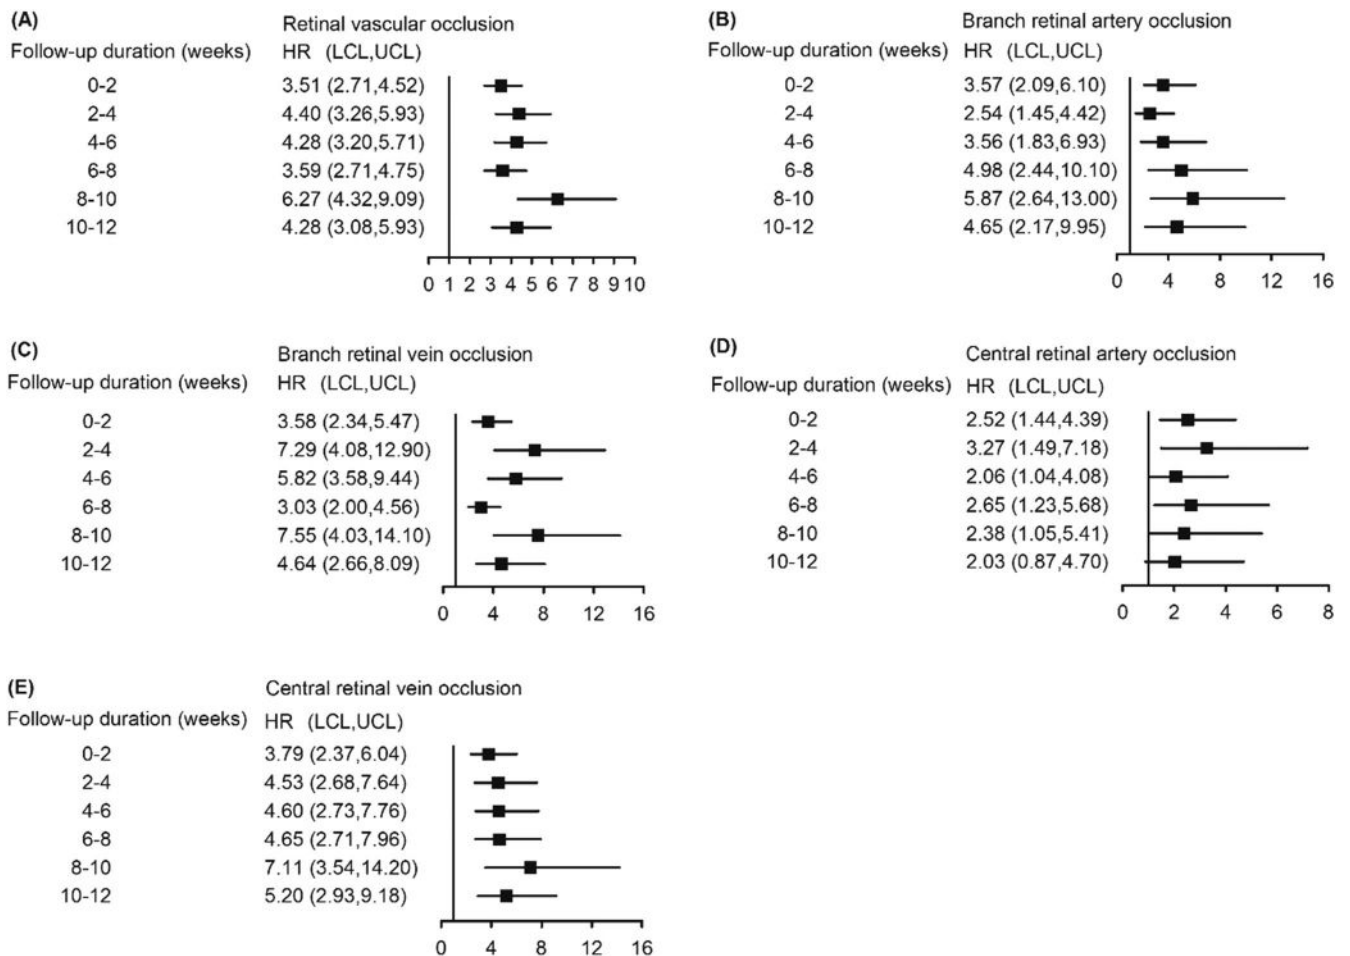 (A) Retinal vascular occlusion
Follow-up duration (weeks) HR (LCL,UCL)
0-2 3.51 (2.71,4.52)
2-4 4.40 (3.26,5.93)
4-6 4.28 (3.20,5.71)
6-8 3.59 (2.71,4.75)
8-10 6.27 (4.32,9.09)
10-12 4.28 (3.08,5.93)
0 1 2 3 4 5 6 7 8 9 10
(B) Branch retinal artery occlusion
Follow-up duration (weeks) HR (LCL,UCL)
0-2 3.57 (2.09,6.10)
2-4 2.54 (1.45,4.42)
4-6 3.56 (1.83,6.93)
6-8 4.98 (2.44,10.10)
8-10 5.87 (2.64,13.00)
10-12 4.65 (2.17,9.95)
0 4 8 12 16
(C) Branch retinal vein occlusion
Follow-up duration (weeks) HR (LCL,UCL)
0-2 3.58 (2.34,5.47)
2-4 7.29 (4.08,12.90)
4-6 5.82 (3.58,9.44)
6-8 3.03 (2.00,4.56)
8-10 7.55 (4.03,14.10)
10-12 4.64 (2.66,8.09)
0 4 8 12 16
(D) Central retinal artery occlusion
Follow-up duration (weeks) HR (LCL,UCL)
0-2 2.52 (1.44,4.39)
2-4 3.27 (1.49,7.18)
4-6 2.06 (1.04,4.08)
6-8 2.65 (1.23,5.68)
8-10 2.38 (1.05,5.41)
10-12 2.03 (0.87,4.70)
0 2 4 6 8
(E) Central retinal vein occlusion
Follow-up duration (weeks) HR (LCL,UCL)
0-2 3.79 (2.37,6.04)
2-4 4.53 (2.68,7.64)
4-6 4.60 (2.73,7.76)
6-8 4.65 (2.71,7.96)
8-10 7.11 (3.54,14.20)
10-12 5.20 (2.93,9.18)
0 4 8 12 16